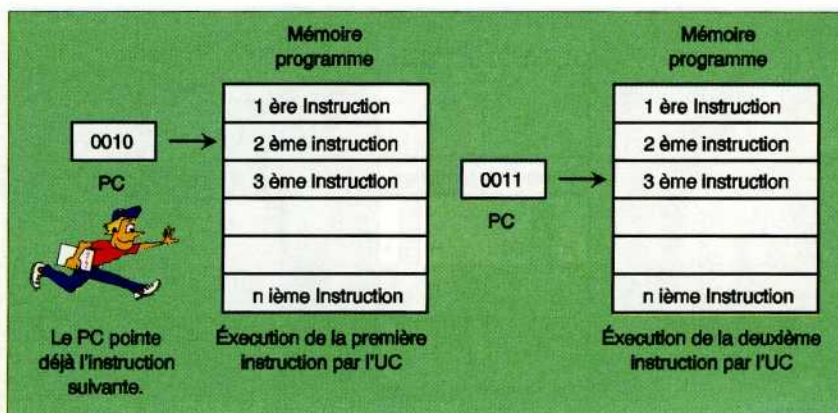 Mémoire
programme
1 ère Instruction
0010
2 ème instruction
PC
3 ème Instruction
n ième Instruction
Le PC pointe
déjà l'instruction
suivante.
Éxecution de la première
instruction par l'UC
Mémoire
programme
1 ère Instruction
2 ème instruction
0011
3 ème Instruction
PC
n ième Instruction
Éxecution de la deuxième
instruction par l'UC